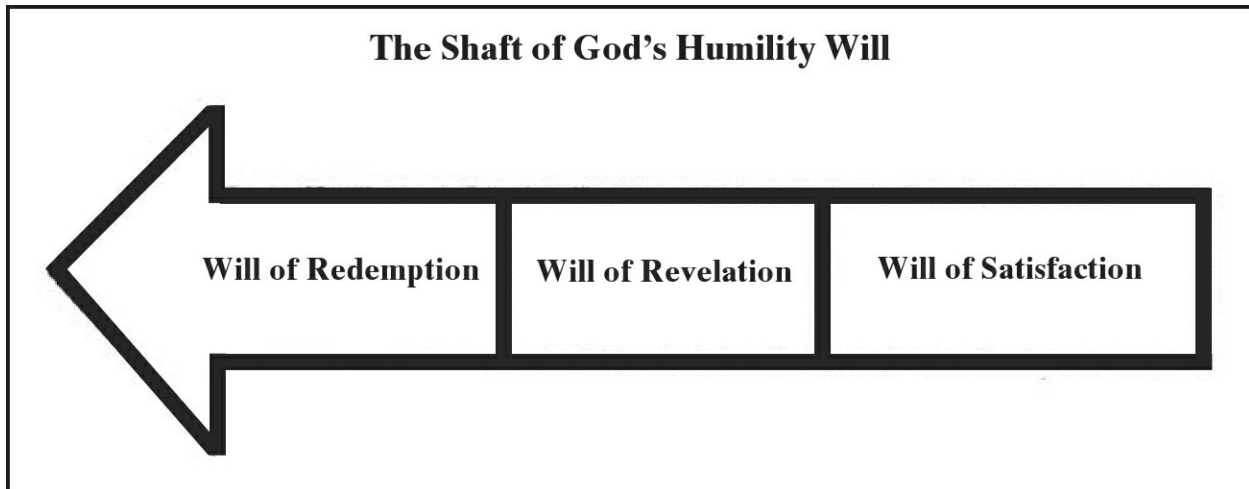 The Shaft of God's Humility Will
Will of Redemption
Will of Revelation
Will of Satisfaction